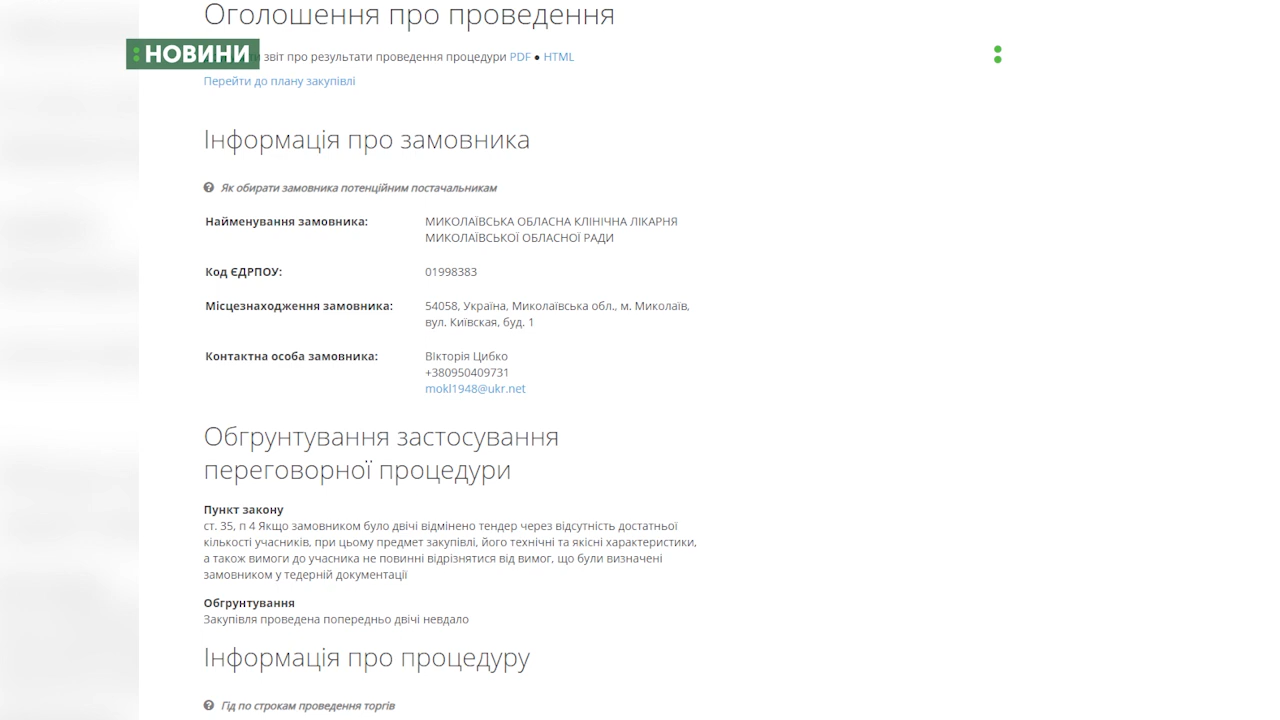 Оголошення про проведення
НОВИНИ
звіт про результати проведення процедури PDF ● HTML
Перейти до плану закупівлі
Інформація про замовника
Як обирати замовника потенційним постачальникам
Найменування замовника: МИКОЛАЇВСЬКА ОБЛАСНА КЛІНІЧНА ЛІКАРНЯ
МИКОЛАЇВСЬКОЇ ОБЛАСНОЇ РАДИ
Код ЄДРПОУ: 01998383
Місцезнаходження замовника: 54058, Україна, Миколаївська обл., м. Миколаїв,
вул. Київская, буд. 1
Контактна особа замовника: Вікторія Цибко
+380950409731
mokl1948@ukr.net
Обгрунтування застосування
переговорної процедури
Пункт закону
ст. 35, п 4 Якщо замовником було двічі відмінено тендер через відсутність достатньої
кількості учасників, при цьому предмет закупівлі, його технічні та якісні характеристики,
а також вимоги до учасника не повинні відрізнятися від вимог, що були визначені
замовником у тедерній документації
Обгрунтування
Закупівля проведена попередньо двічі невдало
Інформація про процедуру
Гід по строкам проведення торгів